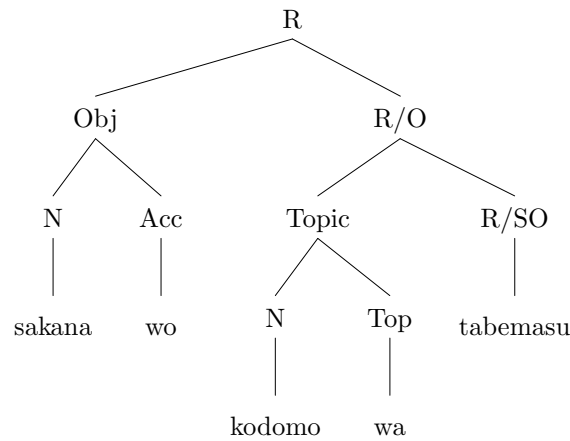 R
Obj R/O
N Acc Topic R/SO
sakana wo N Top tabemasu
kodomo wa